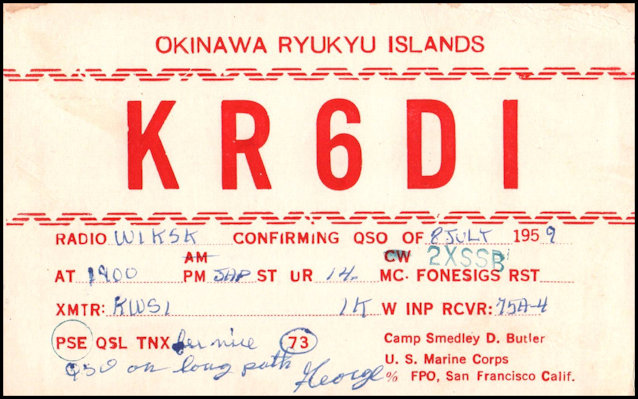 OKINAWA RYUKYU ISLANDS
KR6DI
RADIO W1KSK CONFIRMING QSO OF 8 JULY 1959
AM CW 2XSSB
AT 1900 PM JAP ST UR 14 MC. FONESIGS RST
XMTR: KWS1 1K W INP RCVR: 75A-4
PSE QSL TNX for nice 73 Camp Smedley D. Butler
QSO on long path U. S. Marine Corps
George % FPO, San Francisco Calif.